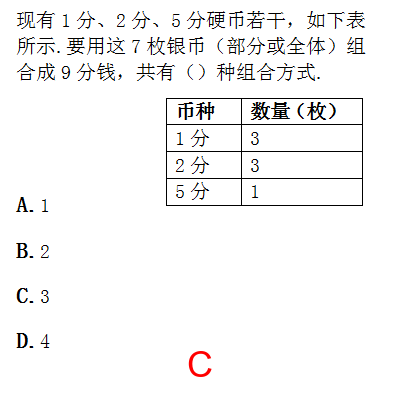 现有1分、2分、5分硬币若干，如下表
所示.要用这7枚银币（部分或全体）组
合成9分钱，共有（）种组合方式.
币种 数量（枚）
1分 3
2分 3
5分 1
A. 1
B. 2
C. 3
D. 4
C